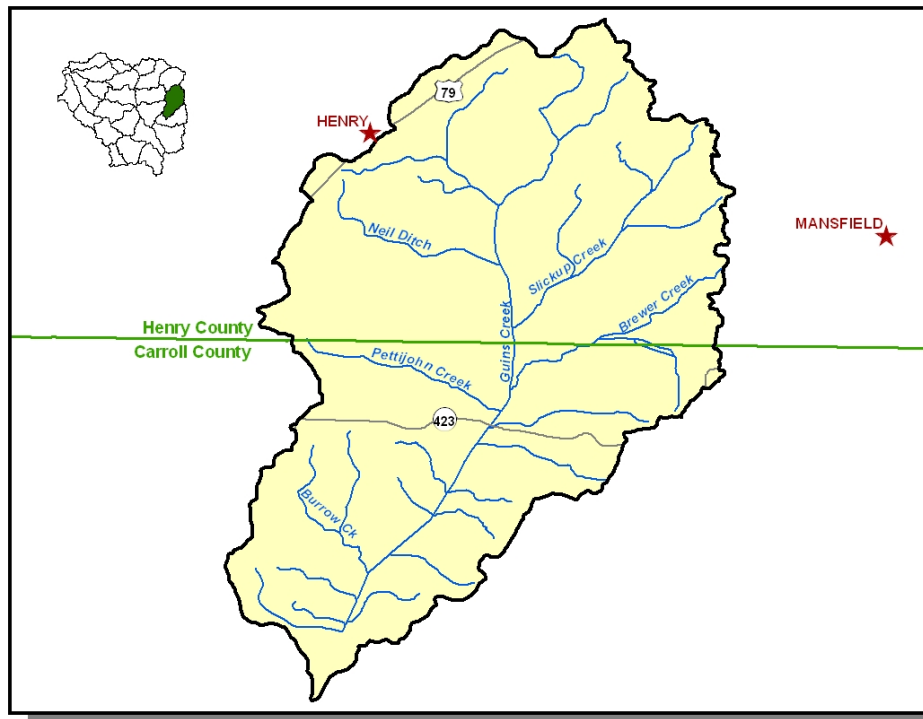 79
HENRY
MANSFIELD
Neil Ditch
Slickup Creek
Brewer Creek
Guins Creek
Henry County
Carroll County
Pettijohn Creek
423
Burrow Ck